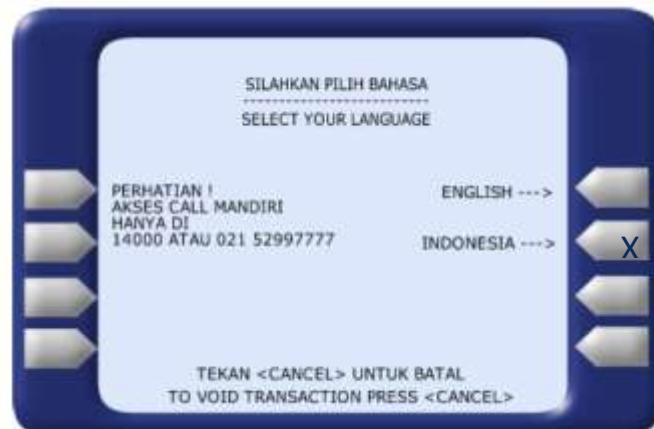 SILAHKAN PILIH BAHASA
-------------------------
SELECT YOUR LANGUAGE
PERHATIAN !
AKSES CALL MANDIRI
HANYA DI
14000 ATAU 021 52997777
ENGLISH --->
INDONESIA --->
X
TEKAN <CANCEL> UNTUK BATAL
TO VOID TRANSACTION PRESS <CANCEL>